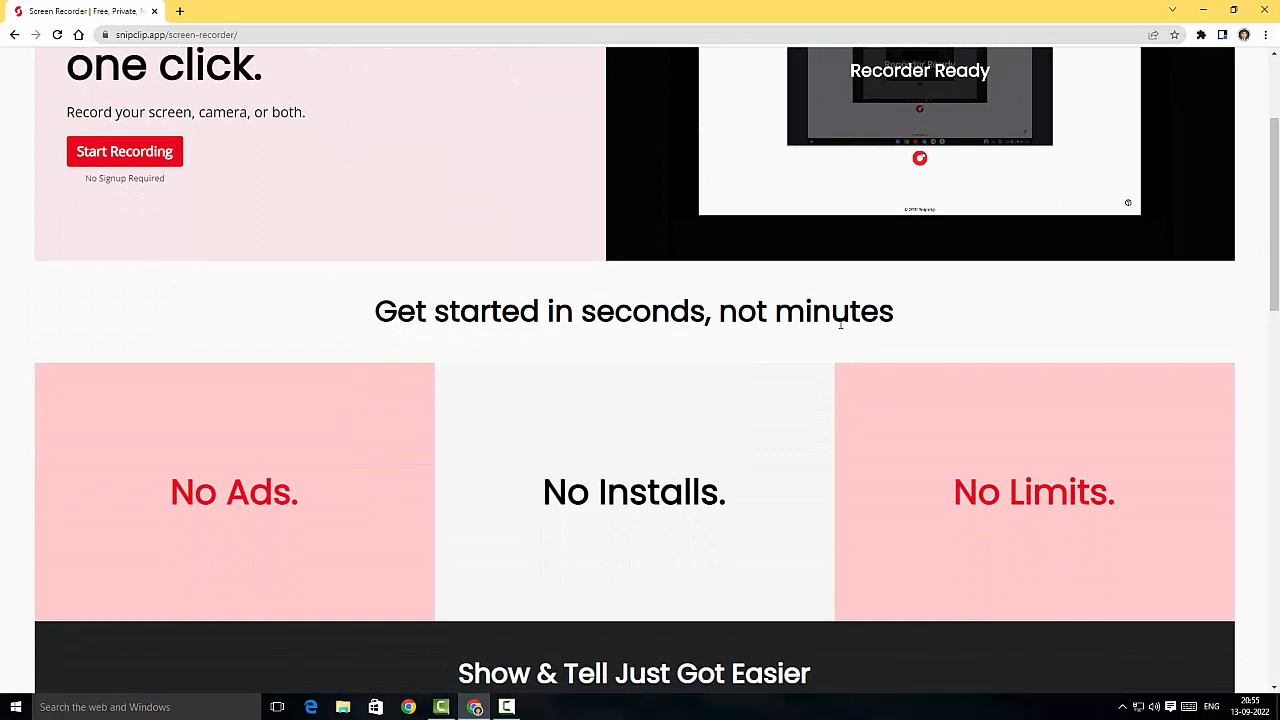 Screen Recorder | Free, Private, N
snipclip.app/screen-recorder/
one click.
Record your screen, camera, or both.
Start Recording
No Signup Required
Recorder Ready
Get started in seconds, not minutes
No Ads.
No Installs.
No Limits.
Show & Tell Just Got Easier
Search the web and Windows
ENG
20:55
13-09-2022